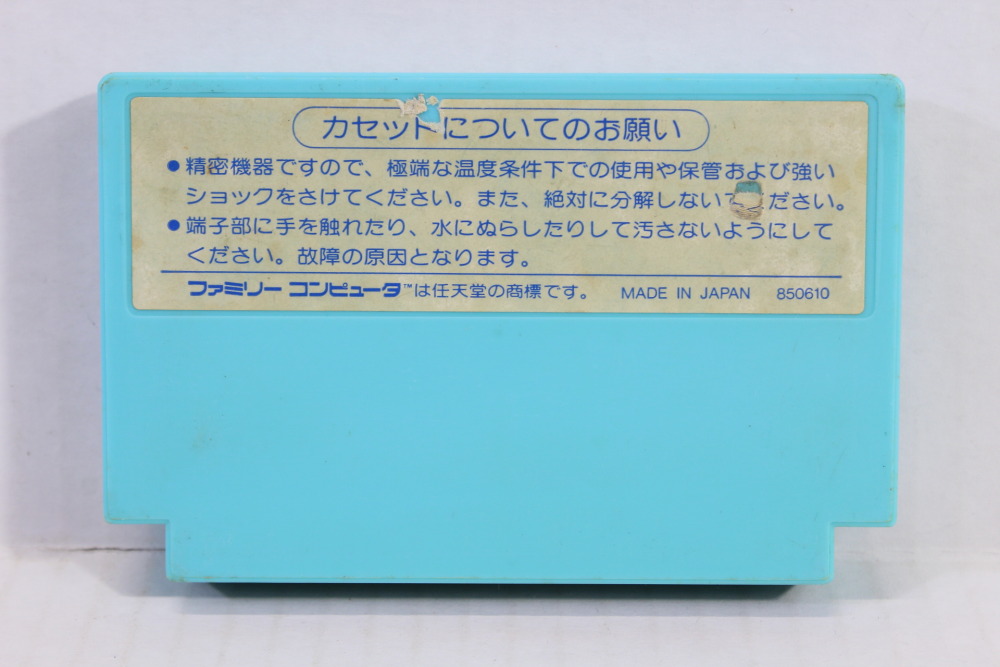 カセットについてのお願い
●精密機器ですので、極端な温度条件下での使用や保管および強い
ショックをさけてください。また、絶対に分解しない ださい。
●端子部に手を触れたり、水にぬらしたりして汚さないようにして
ください。故障の原因となります。
ファミリー コンピュータ™は任天堂の商標です。 MADE IN JAPAN 850610